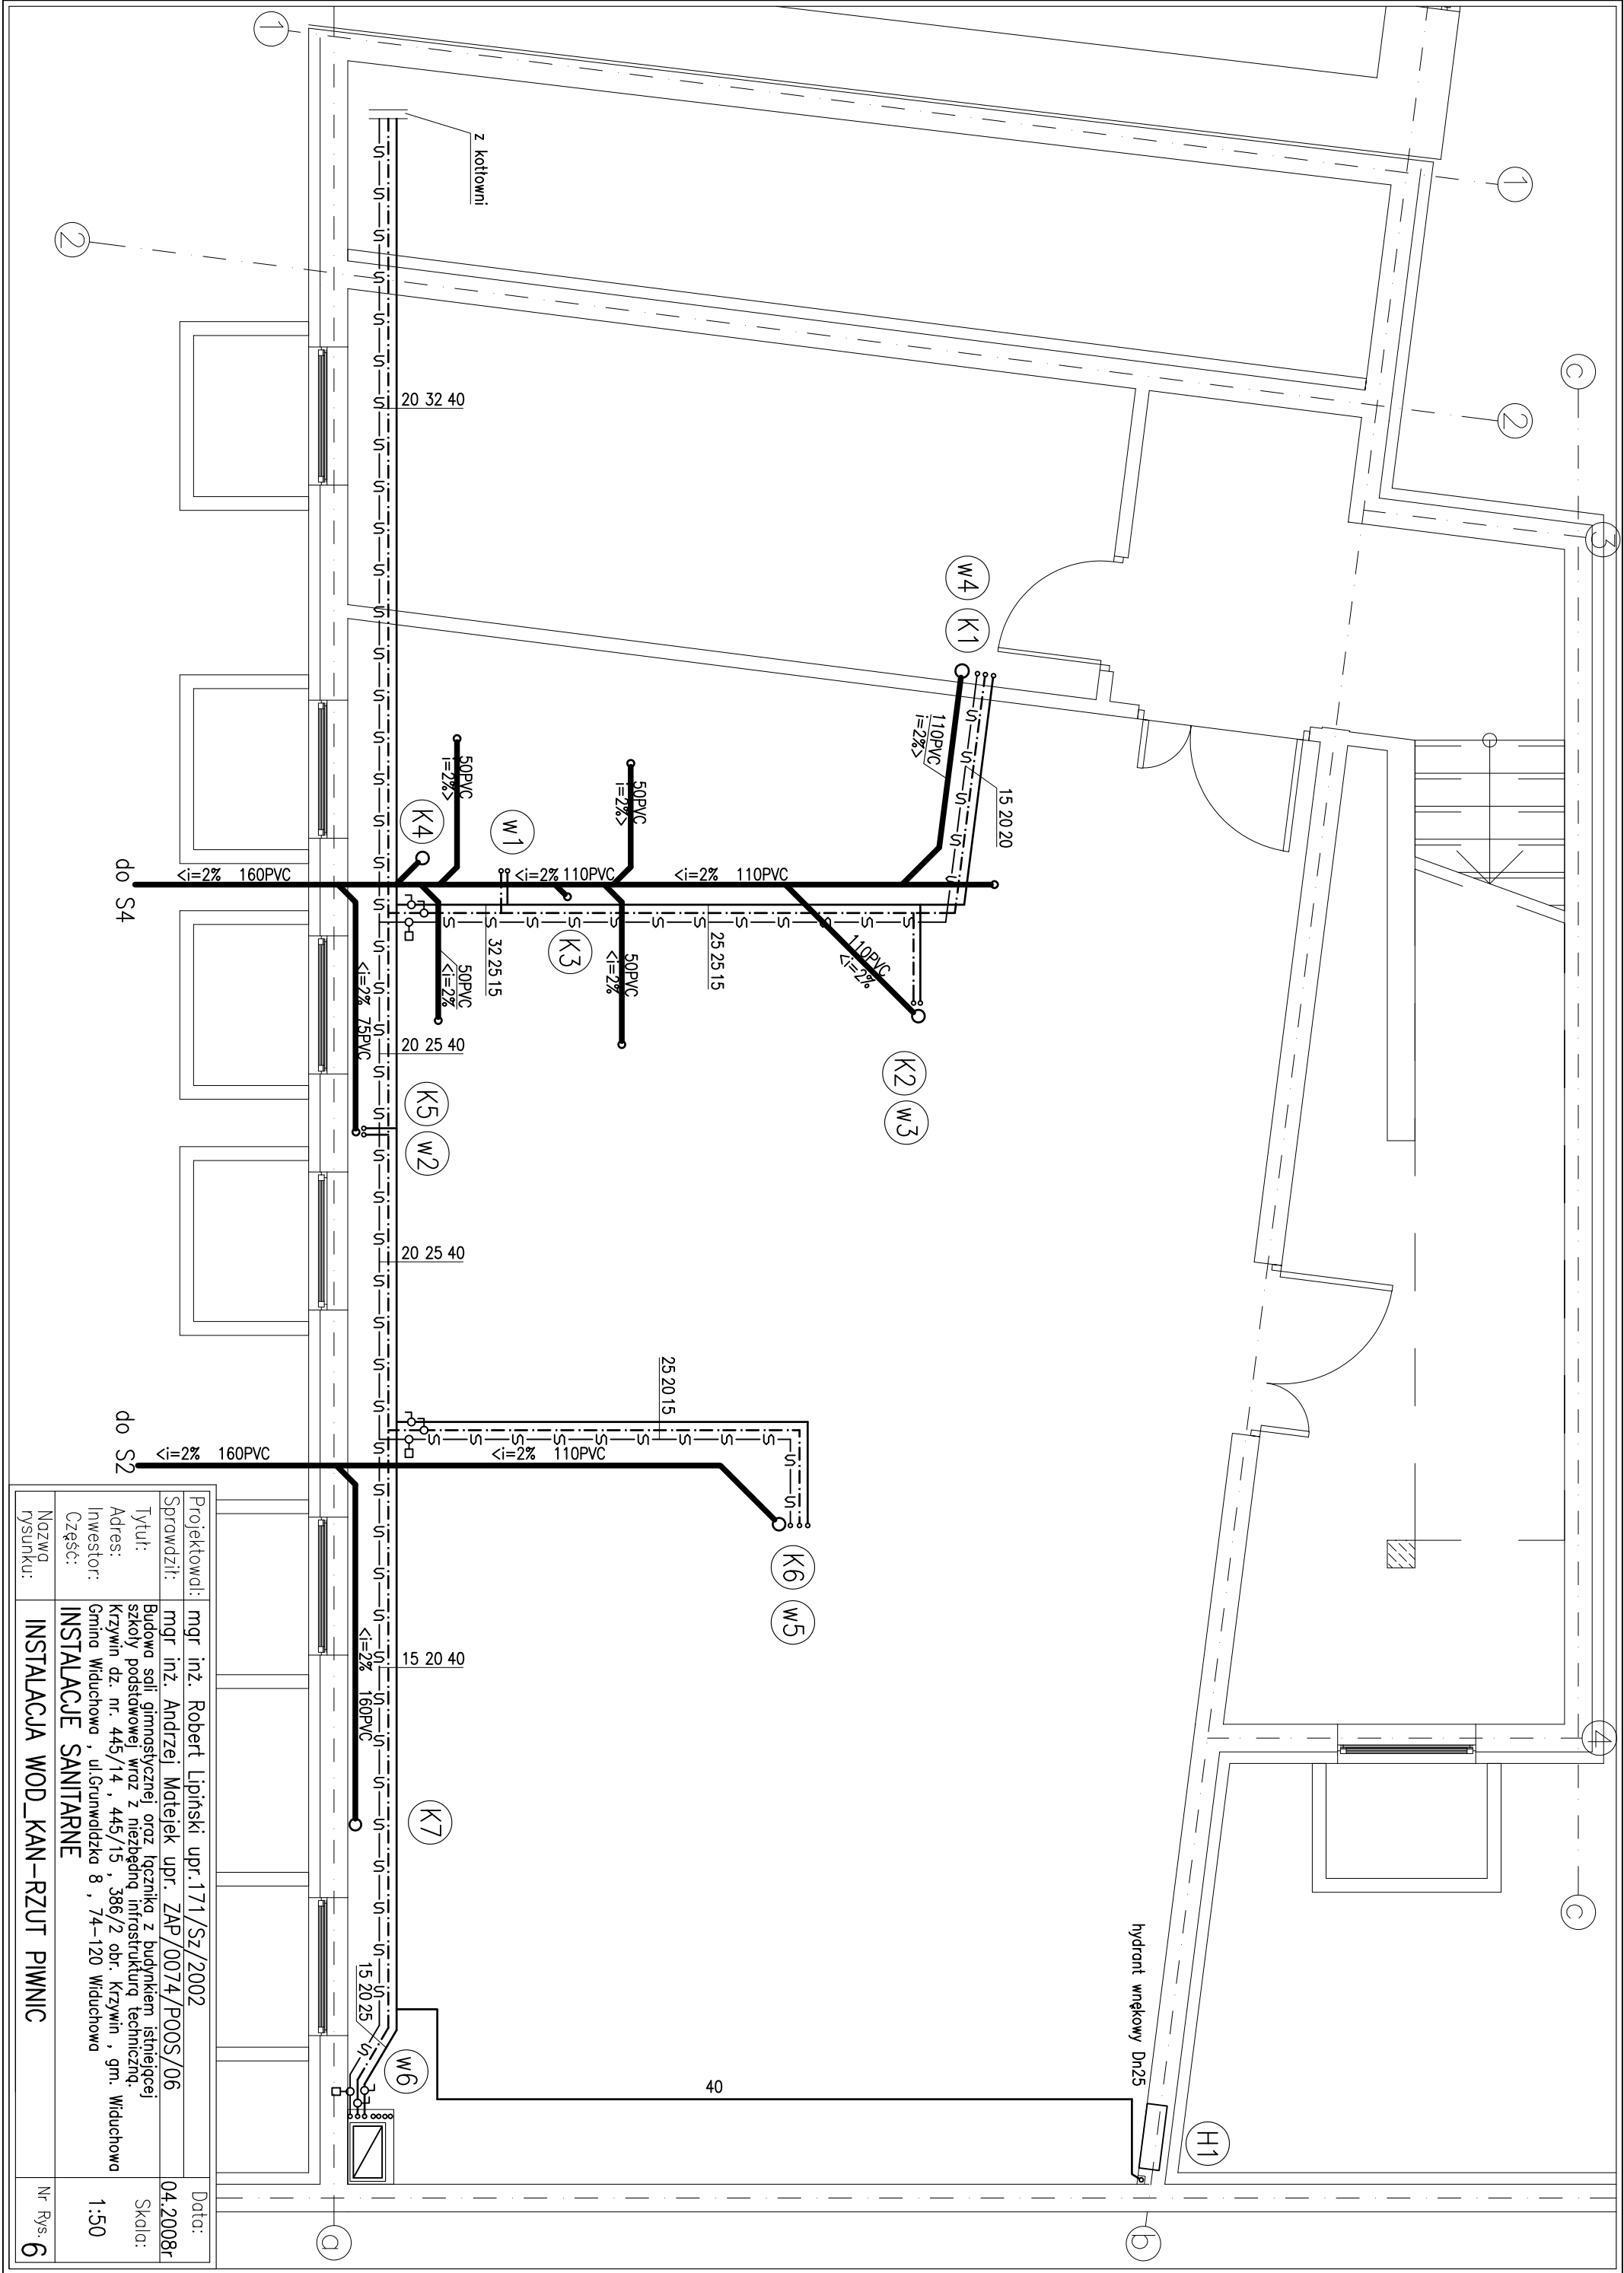 1
1
2
2
c
3
z kotłowni
20 32 40
w4
K1
110PVC
i=2%>
15 20 20
50PVC
i=2%>
50PVC
i=2%>
K4
w1
do S4
<i=2% 160PVC
<i=2% 110PVC
<i=2% 110PVC
K3
32 25 15
25 25 15
50PVC
<i=2%
50PVC
<i=2%
110PVC
<i=2%
<i=2% 75PVC
20 25 40
K5
w2
K2
w3
20 25 40
25 20 15
do S2
<i=2% 160PVC
<i=2% 110PVC
K6
w5
<i=2% 160PVC
15 20 40
K7
4
c
hydrant wnękowy Dn25
15 20 25
w6
40
H1
a
b
Projektował: mgr inż. Robert Lipiński upr.171/Sz/2002
Data:
Sprawdził: mgr inż. Andrzej Matejek upr. ZAP/0074/POOS/06
04.2008r
Tytuł: Budowa sali gimnastycznej oraz łącznika z budynkiem istniejącej
szkoły podstawowej wraz z niezbędną infrastrukturą techniczną.
Skala:
Adres: Krzywin dz. nr. 445/14 , 445/15 , 386/2 obr. Krzywin , gm. Widuchowa
Inwestor: Gmina Widuchowa , ul.Grunwaldzka 8 , 74-120 Widuchowa
1:50
Część: INSTALACJE SANITARNE
Nazwa
rysunku: INSTALACJA WOD_KAN-RZUT PIWNIC
Nr Rys. 6
S S S S S S S S S S S S S S S S S S S S S S S S S S S S S S S S S S S S S S S S S S S S S S